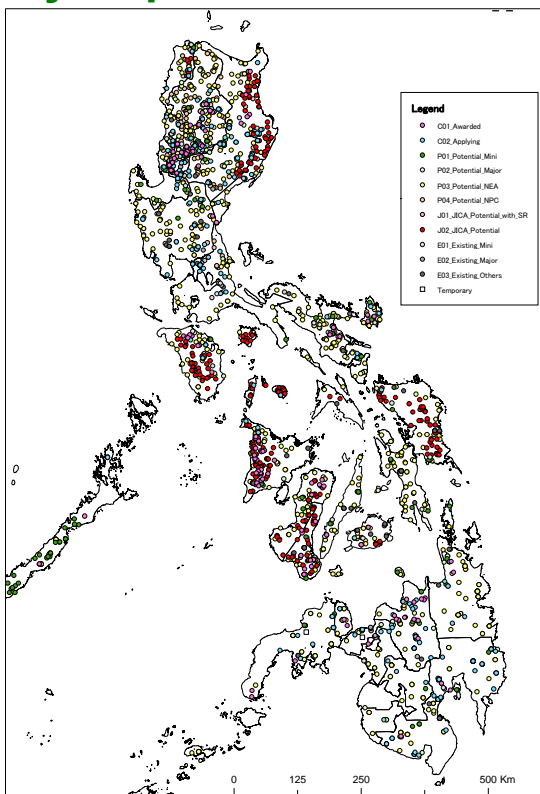 Legend
C01_Awarded
C02_Applying
P01_Potential_Mini
P02_Potential_Major
P03_Potential_NEA
P04_Potential_NPC
J01_JICA_Potential_with_SR
J02_JICA_Potential
E01_Existing_Mini
E02_Existing_Major
E03_Existing_Others
Temporary
0 125 250 500 Km